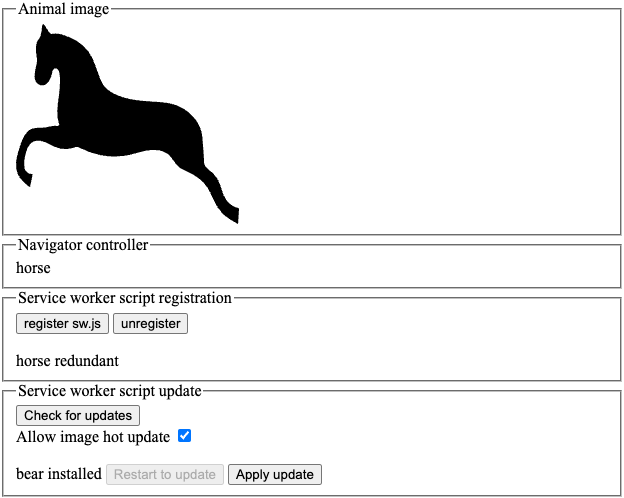 Animal image
Navigator controller
horse
Service worker script registration
register sw.js unregister
horse redundant
Service worker script update
Check for updates
Allow image hot update
bear installed Restart to update Apply update